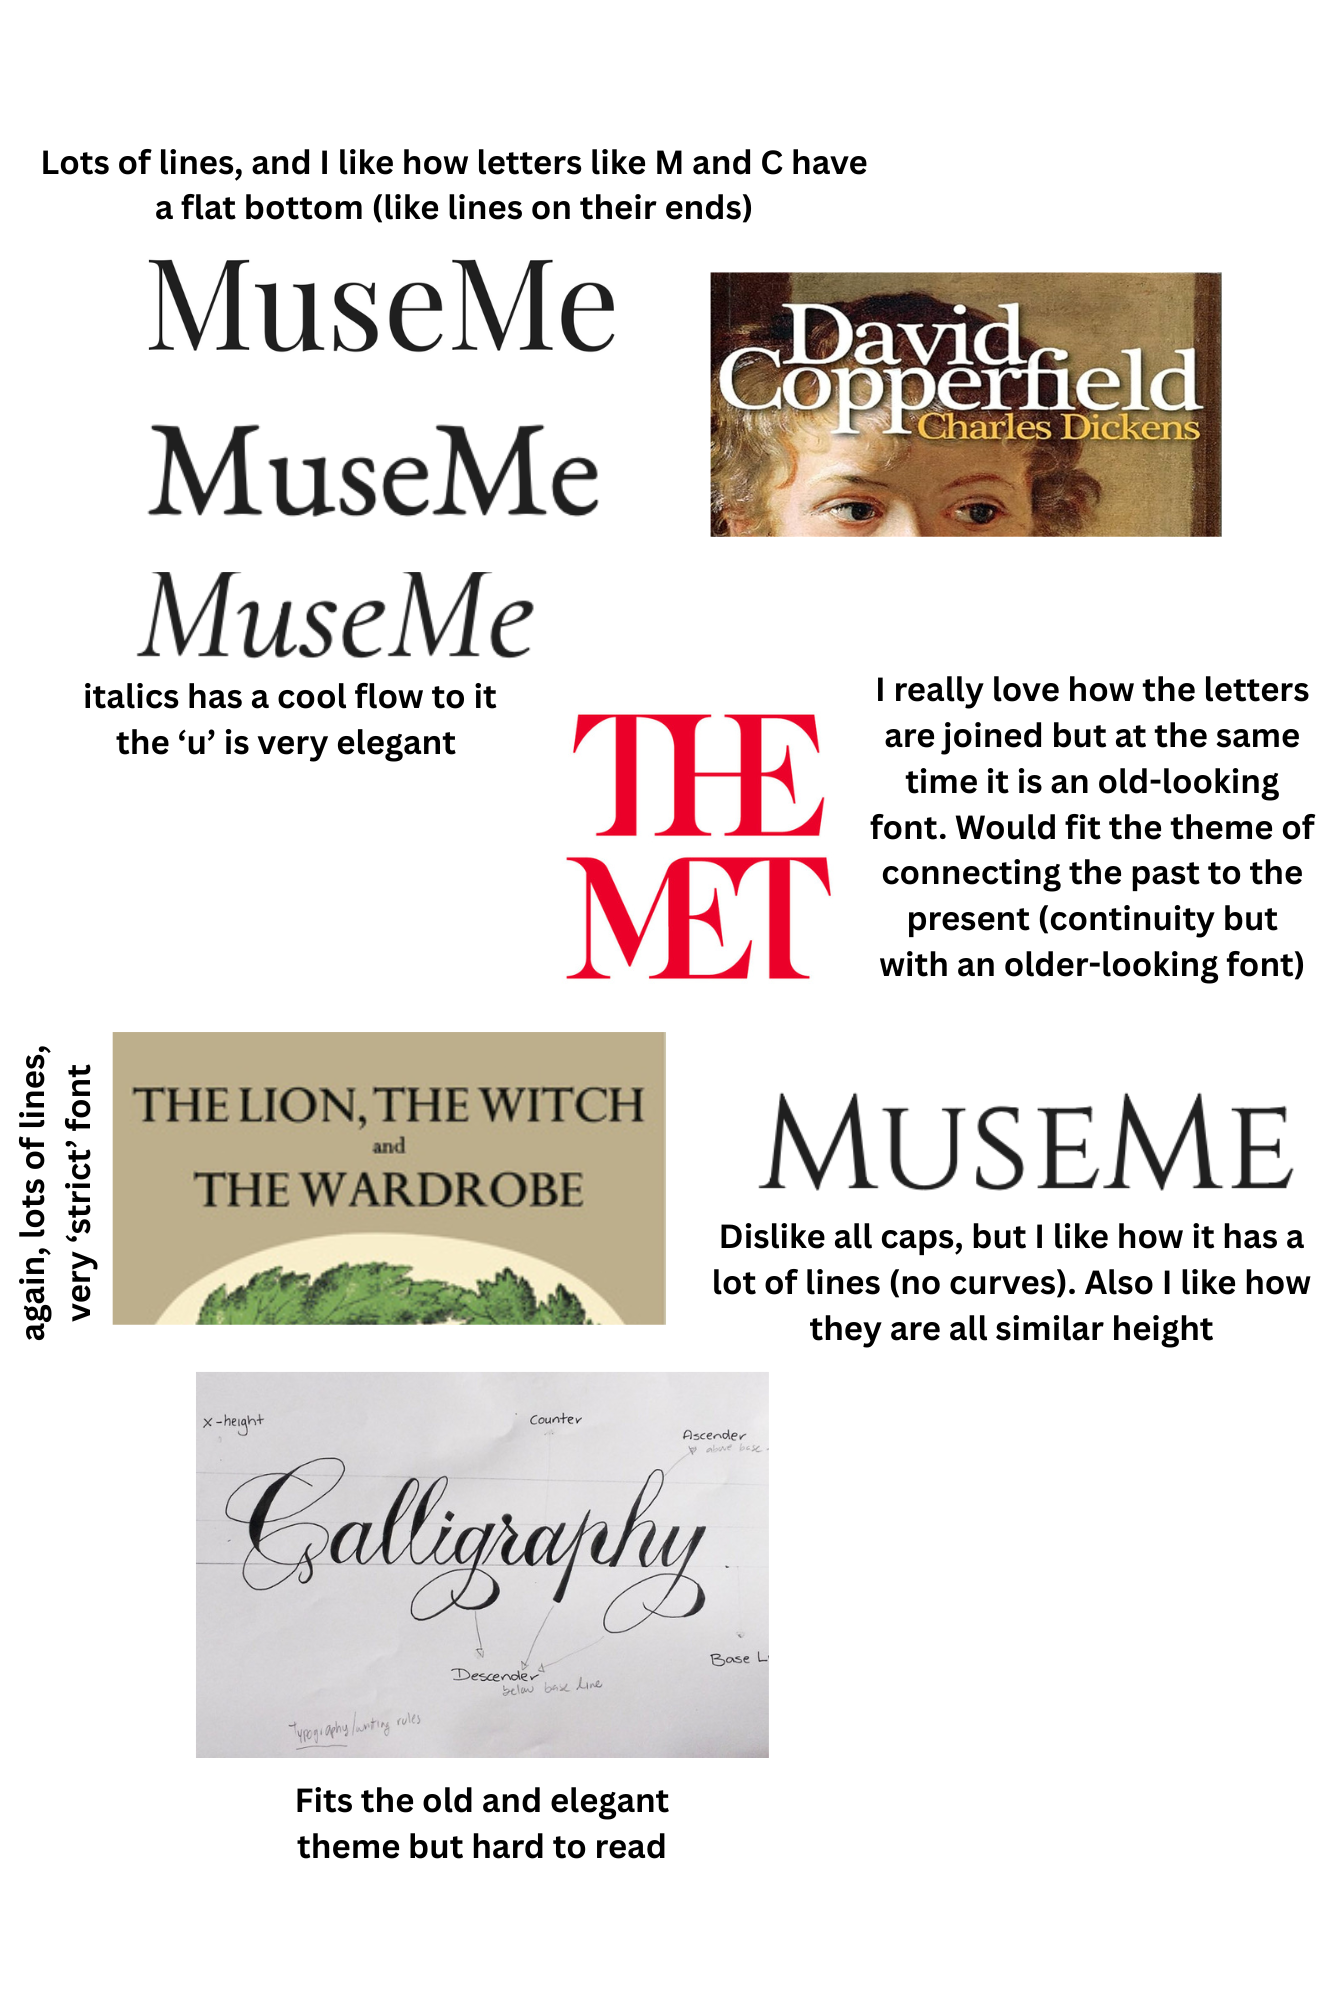 Lots of lines, and I like how letters like M and C have
a flat bottom (like lines on their ends)
MuseMe
David
Copperfield
Charles Dickens
MuseMe
MuseMe
italics has a cool flow to it
the ‘u’ is very elegant
THE
MET
I really love how the letters
are joined but at the same
time it is an old-looking
font. Would fit the theme of
connecting the past to the
present (continuity but
with an older-looking font)
again, lots of lines,
very ‘strict’ font
THE LION, THE WITCH
and
THE WARDROBE
MUSEME
Dislike all caps, but I like how it has a
lot of lines (no curves). Also I like how
they are all similar height
x-height
Counter
Ascender
above base
Calligraphy
Base L
Descender
below base line
Typography/writing rules
Fits the old and elegant
theme but hard to read